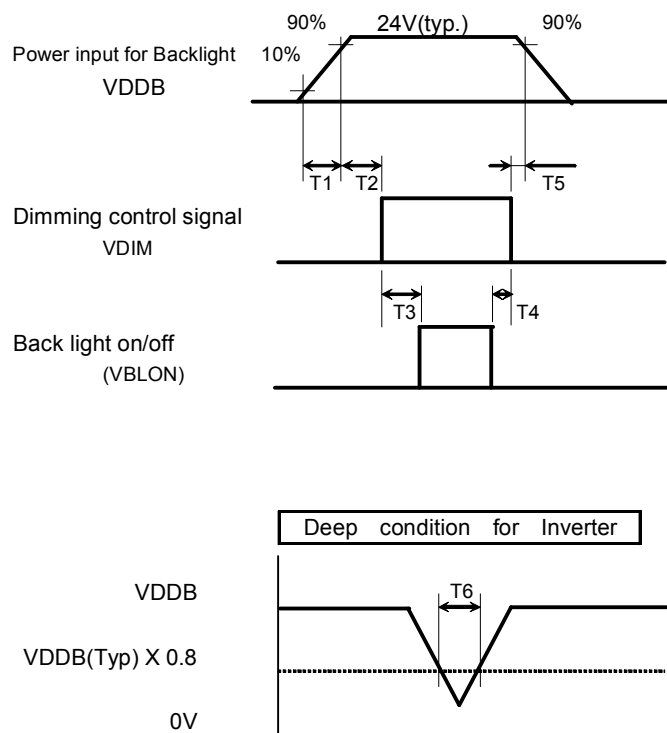 90% 24V(typ.) 90%
Power input for Backlight 10%
VDDB
T1 T2 T5
Dimming control signal
VDIM
T3 T4
Back light on/off
(VBLON)
Deep condition for Inverter
VDDB T6
VDDB(Typ) X 0.8
0V